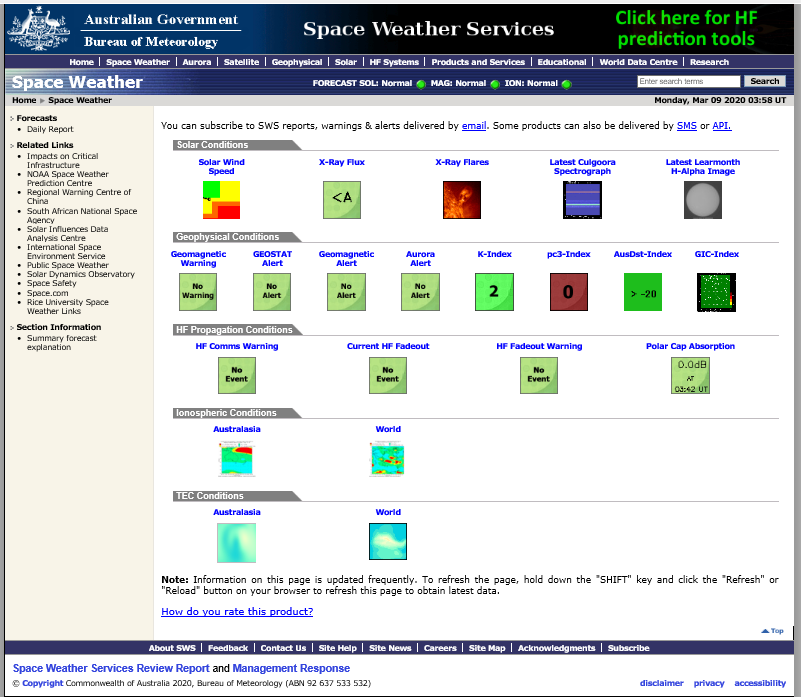 Australian Government
Bureau of Meteorology
Space Weather Services
Click here for HF
prediction tools
Home | Space Weather | Aurora | Satellite | Geophysical | Solar | HF Systems | Products and Services | Educational | World Data Centre | Research
Space Weather
FORECAST SOL: Normal MAG: Normal ION: Normal
Enter search terms
Search
Home Space Weather
Monday, Mar 09 2020 03:58 UT
Forecasts
Daily Report
Related Links
Impacts on Critical
Infrastructure
NOAA Space Weather
Prediction Centre
Regional Warning Centre of
China
South African National Space
Agency
Solar Influences Data
Analysis Centre
International Space
Environment Service
Public Space Weather
Solar Dynamics Observatory
Space Safety
Space.com
Rice University Space
Weather Links
Section Information
Summary forecast
explanation
You can subscribe to SWS reports, warnings & alerts delivered by email. Some products can also be delivered by SMS or API.
Solar Conditions
Solar Wind
Speed
X-Ray Flux
X-Ray Flares
Latest Culgoora
Spectrograph
Latest Learmonth
H-Alpha Image
<A
Geophysical Conditions
Geomagnetic
Warning
GEOSTAT
Alert
Geomagnetic
Alert
Aurora
Alert
K-Index
pc3-Index
AusDst-Index
GIC-Index
No
Warning
No
Alert
No
Alert
No
Alert
2
0
> -20
HF Propagation Conditions
HF Comms Warning
Current HF Fadeout
HF Fadeout Warning
Polar Cap Absorption
No
Event
No
Event
No
Event
0.0dB
AT
03:42 UT
Ionospheric Conditions
Australasia
World
TEC Conditions
Australasia
World
Note: Information on this page is updated frequently. To refresh the page, hold down the "SHIFT" key and click the "Refresh" or
"Reload" button on your browser to refresh this page to obtain latest data.
How do you rate this product?
Top
About SWS | Feedback | Contact Us | Site Help | Site News | Careers | Site Map | Acknowledgments | Subscribe
Space Weather Services Review Report and Management Response
© Copyright Commonwealth of Australia 2020, Bureau of Meteorology (ABN 92 637 533 532)
disclaimer privacy accessibility